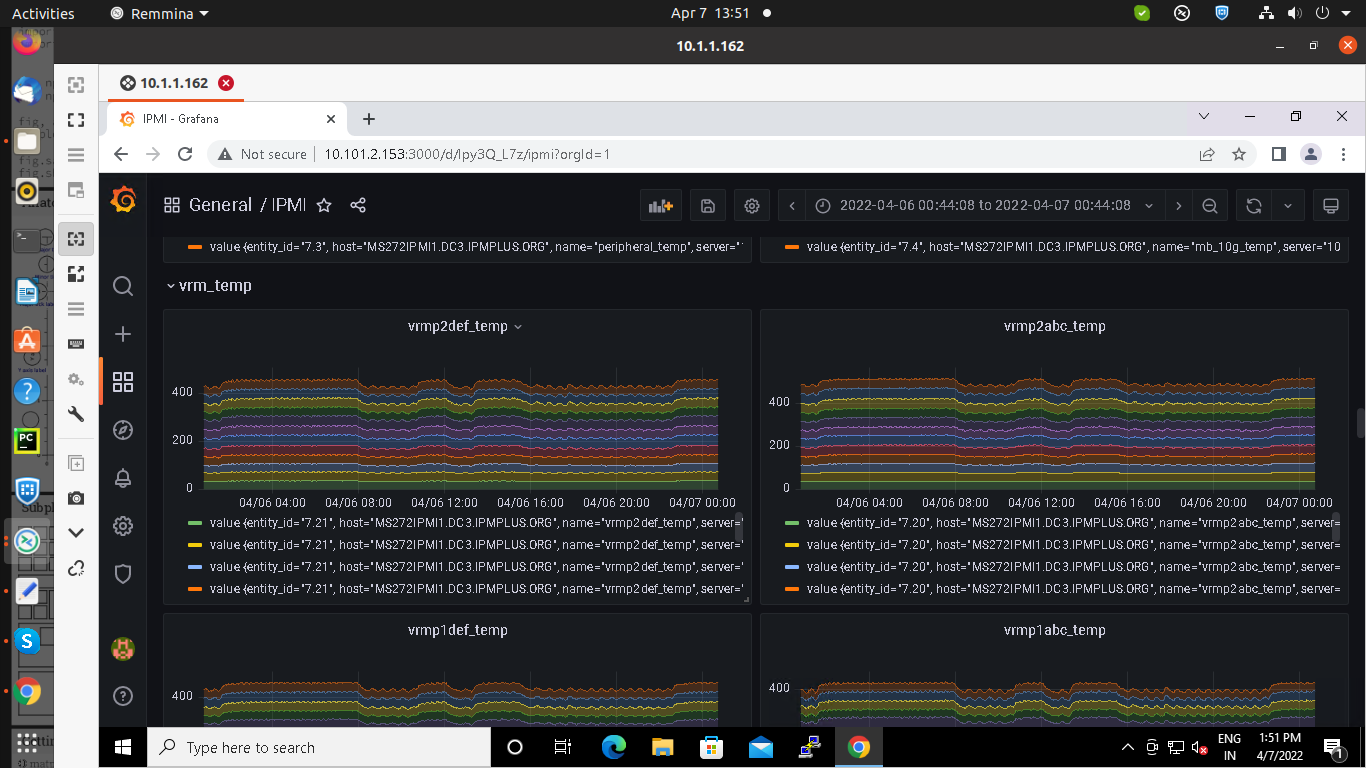 Activities
Remmina
Apr 7 13:51
10.1.1.162
10.1.1.162
IPMI - Grafana
Not secure
10.101.2.153:3000/d/lpy3Q_L7z/ipmi?orgId=1
General / IPMI
2022-04-06 00:44:08 to 2022-04-07 00:44:08
value {entity_id="7.3", host="MS272IPMI1.DC3.IPMPLUS.ORG", name="peripheral_temp", server="
value {entity_id="7.4", host="MS272IPMI1.DC3.IPMPLUS.ORG", name="mb_10g_temp", server="10
vrm_temp
vrmp2def_temp
400
200
0
04/06 04:00
04/06 08:00
04/06 12:00
04/06 16:00
04/06 20:00
04/07 00:00
value {entity_id="7.21", host="MS272IPMI1.DC3.IPMPLUS.ORG", name="vrmp2def_temp", server="
value {entity_id="7.21", host="MS272IPMI1.DC3.IPMPLUS.ORG", name="vrmp2def_temp", server="
value {entity_id="7.21", host="MS272IPMI1.DC3.IPMPLUS.ORG", name="vrmp2def_temp", server="
value {entity_id="7.21", host="MS272IPMI1.DC3.IPMPLUS.ORG", name="vrmp2def_temp", server="
vrmp2abc_temp
400
200
0
04/06 04:00
04/06 08:00
04/06 12:00
04/06 16:00
04/06 20:00
04/07 00:00
value {entity_id="7.20", host="MS272IPMI1.DC3.IPMPLUS.ORG", name="vrmp2abc_temp", server=
value {entity_id="7.20", host="MS272IPMI1.DC3.IPMPLUS.ORG", name="vrmp2abc_temp", server=
value {entity_id="7.20", host="MS272IPMI1.DC3.IPMPLUS.ORG", name="vrmp2abc_temp", server=
value {entity_id="7.20", host="MS272IPMI1.DC3.IPMPLUS.ORG", name="vrmp2abc_temp", server=
vrmp1def_temp
400
vrmp1abc_temp
400
PC
Type here to search
ENG
IN
1:51 PM
4/7/2022
1